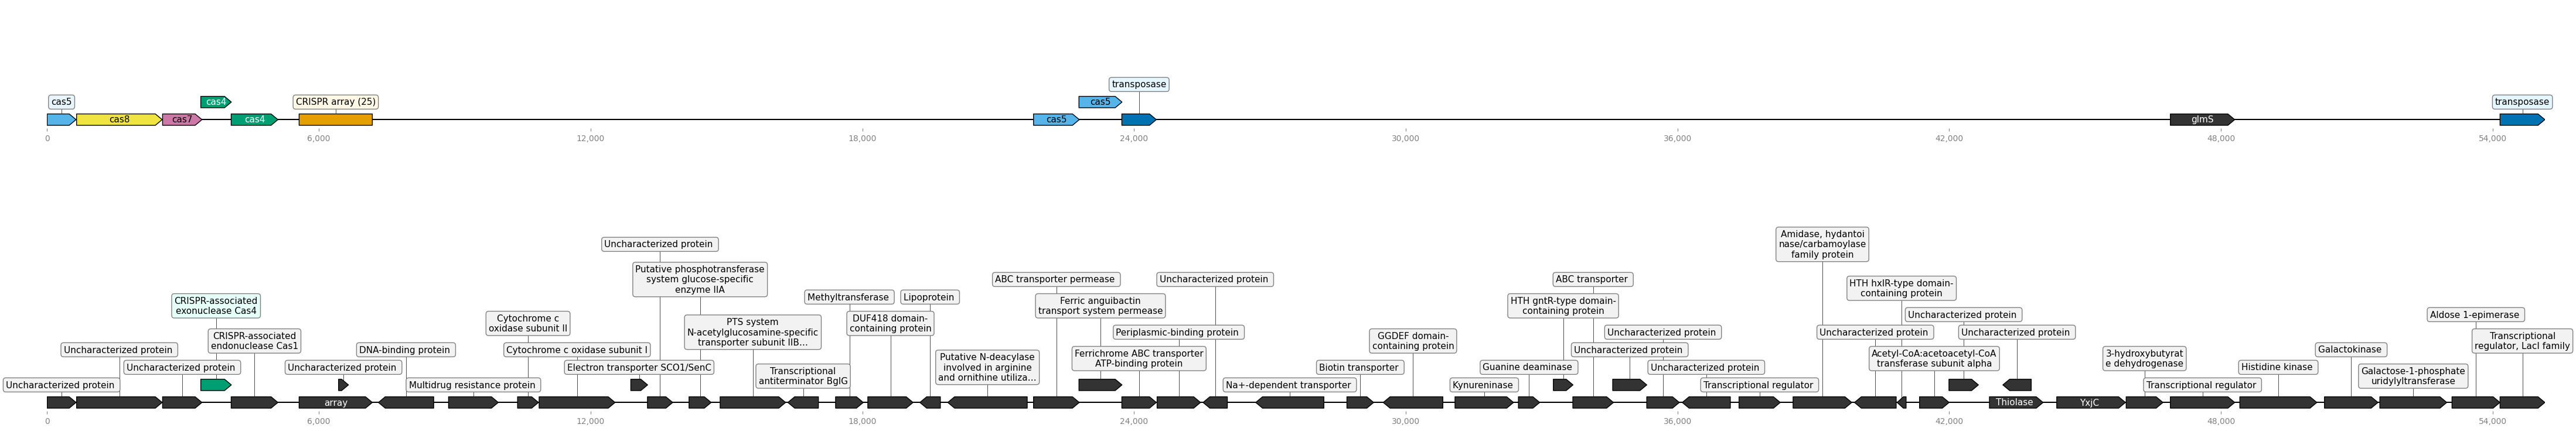 transposase
cas5
cas4
CRISPR array (25)
cas5
transposase
cas8
cas7
cas4
cas5
glmS
0
6,000
12,000
18,000
24,000
30,000
36,000
42,000
48,000
54,000
Uncharacterized protein
Amidase, hydantoi
nase/carbamoylase
family protein
Putative phosphotransferase
system glucose-specific
enzyme IIA
ABC transporter permease
Uncharacterized protein
ABC transporter
HTH hxlR-type domain-
containing protein
CRISPR-associated
exonuclease Cas4
Methyltransferase
Lipoprotein
Ferric anguibactin
transport system permease
HTH gntR-type domain-
containing protein
Uncharacterized protein
Aldose 1-epimerase
Cytochrome c
oxidase subunit II
PTS system
N-acetylglucosamine-specific
transporter subunit IIB...
DUF418 domain-
containing protein
Periplasmic-binding protein
GGDEF domain-
containing protein
Uncharacterized protein
Uncharacterized protein
Uncharacterized protein
Transcriptional
regulator, LacI family
CRISPR-associated
endonuclease Cas1
Uncharacterized protein
DNA-binding protein
Cytochrome c oxidase subunit I
Putative N-deacylase
involved in arginine
and ornithine utiliza...
Ferrichrome ABC transporter
ATP-binding protein
Uncharacterized protein
Acetyl-CoA:acetoacetyl-CoA
transferase subunit alpha
3-hydroxybutyrat
e dehydrogenase
Galactokinase
Uncharacterized protein
Uncharacterized protein
Electron transporter SCO1/SenC
Transcriptional
antiterminator BglG
Biotin transporter
Guanine deaminase
Uncharacterized protein
Histidine kinase
Galactose-1-phosphate
uridylyltransferase
Uncharacterized protein
Multidrug resistance protein
Na+-dependent transporter
Kynureninase
Transcriptional regulator
Transcriptional regulator
array
Thiolase
YxjC
0
6,000
12,000
18,000
24,000
30,000
36,000
42,000
48,000
54,000